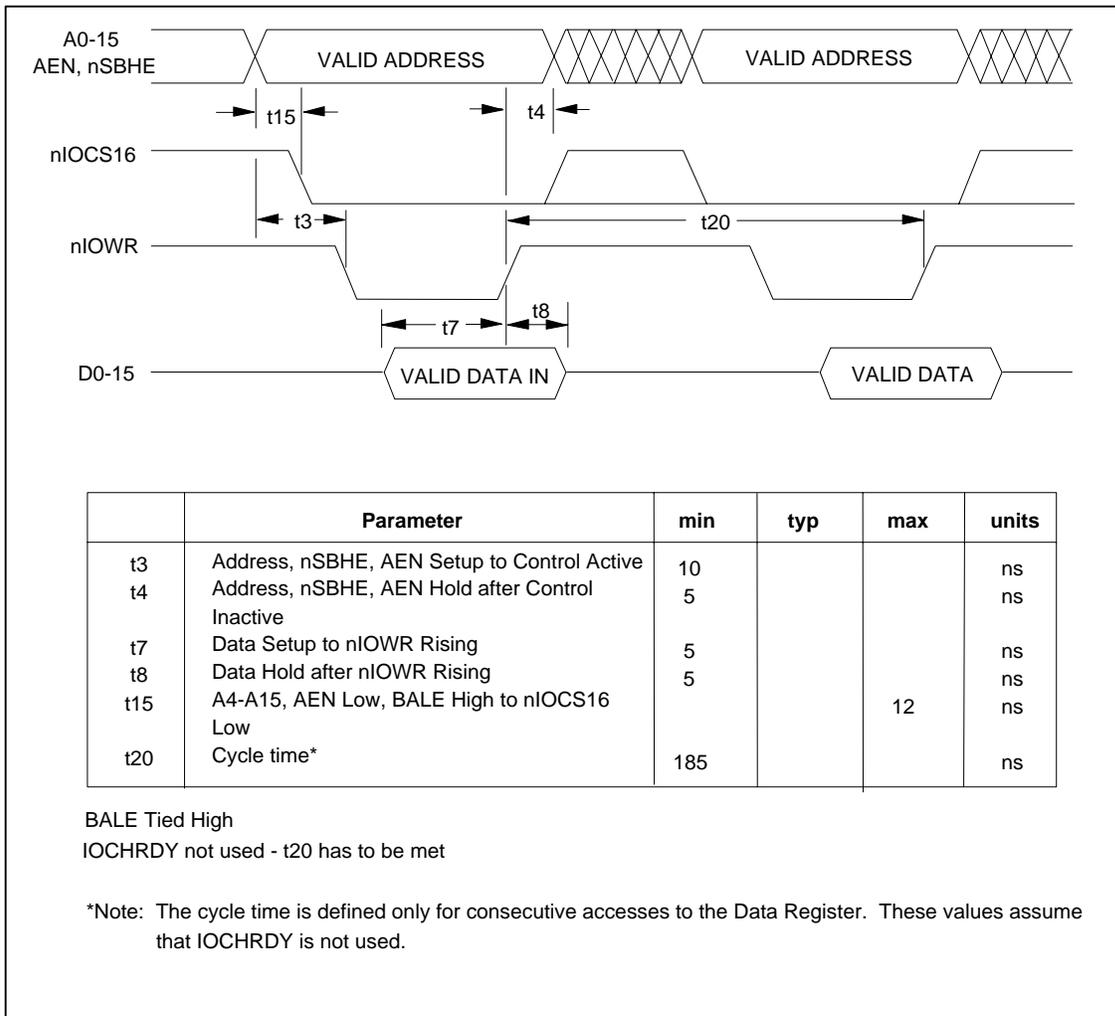 A0-15
AEN, nSBHE
VALID ADDRESS
VALID ADDRESS
t15
t4
nIOCS16
t3
t20
nIOWR
t7
t8
D0-15
VALID DATA IN
VALID DATA
Parameter min typ max units
t3 Address, nSBHE, AEN Setup to Control Active 10 ns
t4 Address, nSBHE, AEN Hold after Control 5 ns
Inactive
t7 Data Setup to nIOWR Rising 5 ns
t8 Data Hold after nIOWR Rising 5 ns
t15 A4-A15, AEN Low, BALE High to nIOCS16 12 ns
Low
t20 Cycle time* 185 ns
BALE Tied High
IOCHRDY not used - t20 has to be met
*Note: The cycle time is defined only for consecutive accesses to the Data Register. These values assume
that IOCHRDY is not used.